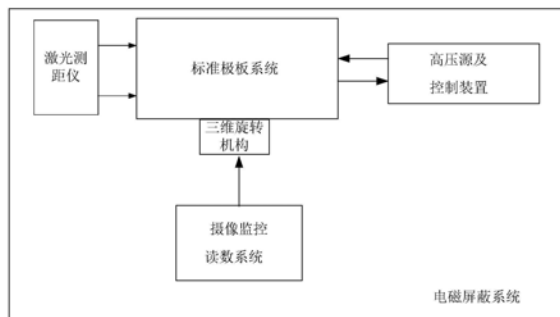 激光测
距仪
标准极板系统
高压源及
控制装置
三维旋转
机构
摄像监控
读数系统
电磁屏蔽系统